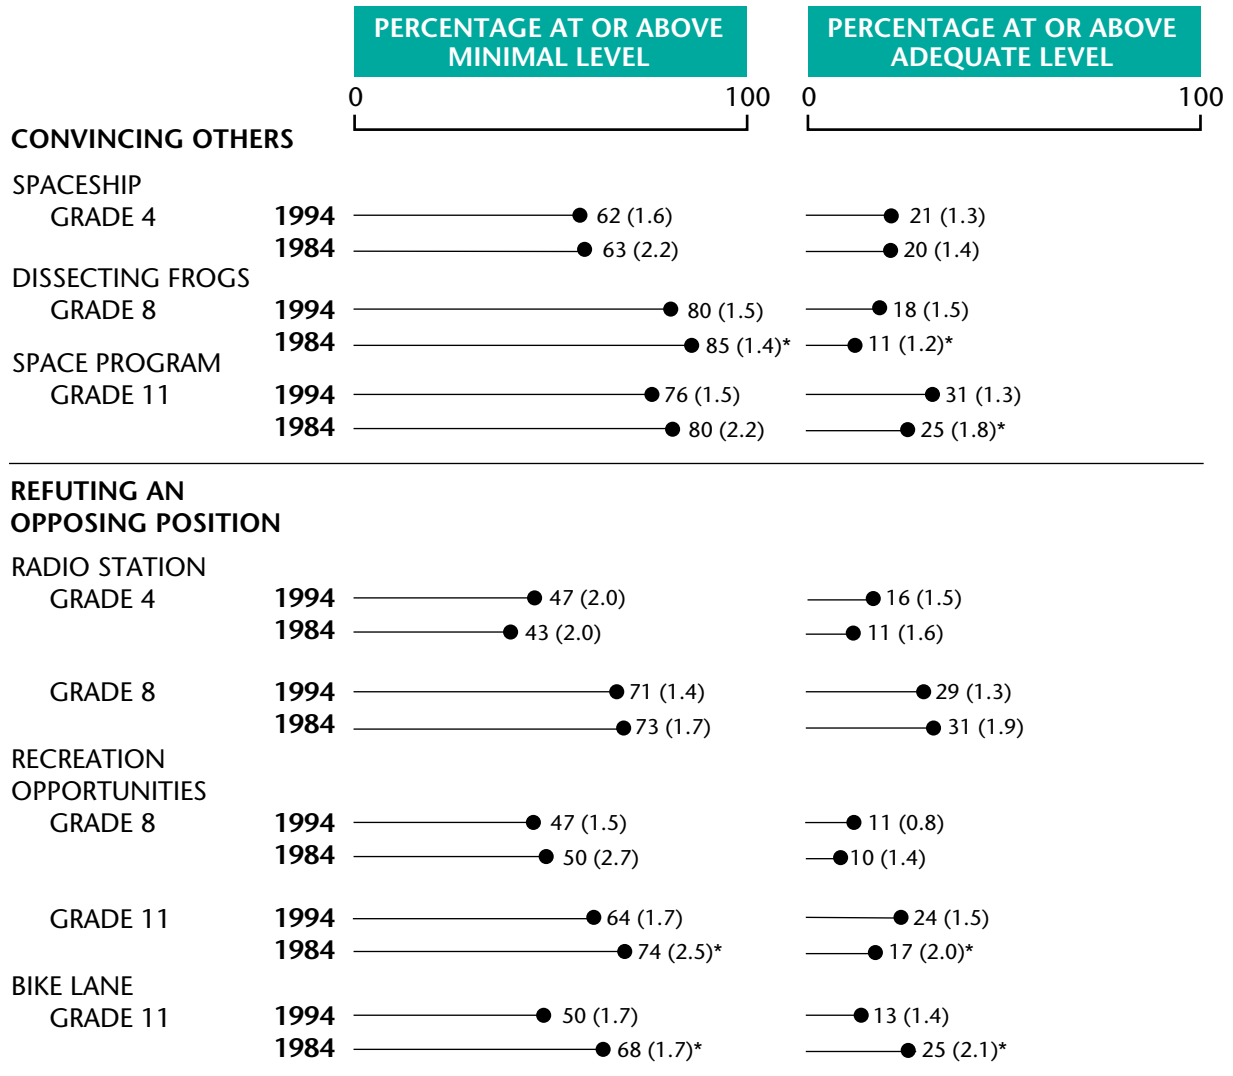 PERCENTAGE AT OR ABOVE
MINIMAL LEVEL
PERCENTAGE AT OR ABOVE
ADEQUATE LEVEL
0 100 0 100
CONVINCING OTHERS
SPACESHIP
GRADE 4 1994 62 (1.6) 21 (1.3)
1984 63 (2.2) 20 (1.4)
DISSECTING FROGS
GRADE 8 1994 80 (1.5) 18 (1.5)
1984 85 (1.4)* 11 (1.2)*
SPACE PROGRAM
GRADE 11 1994 76 (1.5) 31 (1.3)
1984 80 (2.2) 25 (1.8)*
REFUTING AN
OPPOSING POSITION
RADIO STATION
GRADE 4 1994 47 (2.0) 16 (1.5)
1984 43 (2.0) 11 (1.6)
GRADE 8 1994 71 (1.4) 29 (1.3)
1984 73 (1.7) 31 (1.9)
RECREATION
OPPORTUNITIES
GRADE 8 1994 47 (1.5) 11 (0.8)
1984 50 (2.7) 10 (1.4)
GRADE 11 1994 64 (1.7) 24 (1.5)
1984 74 (2.5)* 17 (2.0)*
BIKE LANE
GRADE 11 1994 50 (1.7) 13 (1.4)
1984 68 (1.7)* 25 (2.1)*